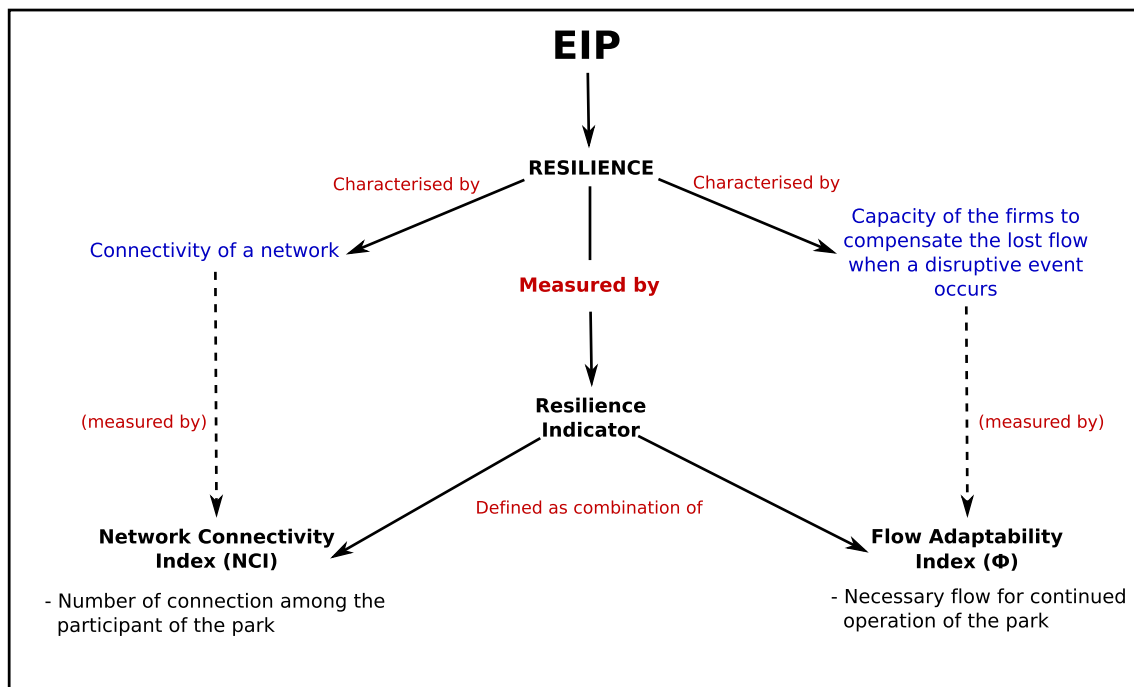 EIP
RESILIENCE
Characterised by
Characterised by
Connectivity of a network
Capacity of the firms to
compensate the lost flow
when a disruptive event
occurs
Measured by
Resilience
Indicator
(measured by)
(measured by)
Defined as combination of
Network Connectivity
Index (NCI)
- Number of connection among the
participant of the park
Flow Adaptability
Index (Φ)
- Necessary flow for continued
operation of the park